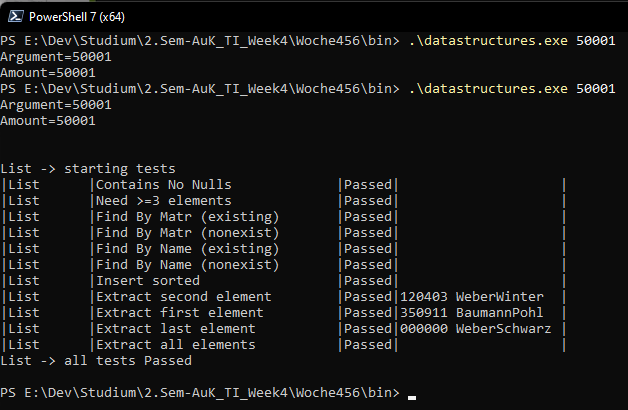 PowerShell 7 (x64)
PS E:\Dev\Studium\2.Sem-AuK_TI_Week4\Woche456\bin> .\datastructures.exe 50001
Argument=50001
Amount=50001
PS E:\Dev\Studium\2.Sem-AuK_TI_Week4\Woche456\bin> .\datastructures.exe 50001
Argument=50001
Amount=50001
List -> starting tests
|List      |Contains No Nulls             |Passed|                    |
|List      |Need >=3 elements             |Passed|                    |
|List      |Find By Matr (existing)       |Passed|                    |
|List      |Find By Matr (nonexist)       |Passed|                    |
|List      |Find By Name (existing)       |Passed|                    |
|List      |Find By Name (nonexist)       |Passed|                    |
|List      |Insert sorted                 |Passed|                    |
|List      |Extract second element        |Passed|120403 WeberWinter  |
|List      |Extract first element         |Passed|350911 BaumannPohl  |
|List      |Extract last element          |Passed|000000 WeberSchwarz |
|List      |Extract all elements          |Passed|                    |
List -> all tests Passed
PS E:\Dev\Studium\2.Sem-AuK_TI_Week4\Woche456\bin>